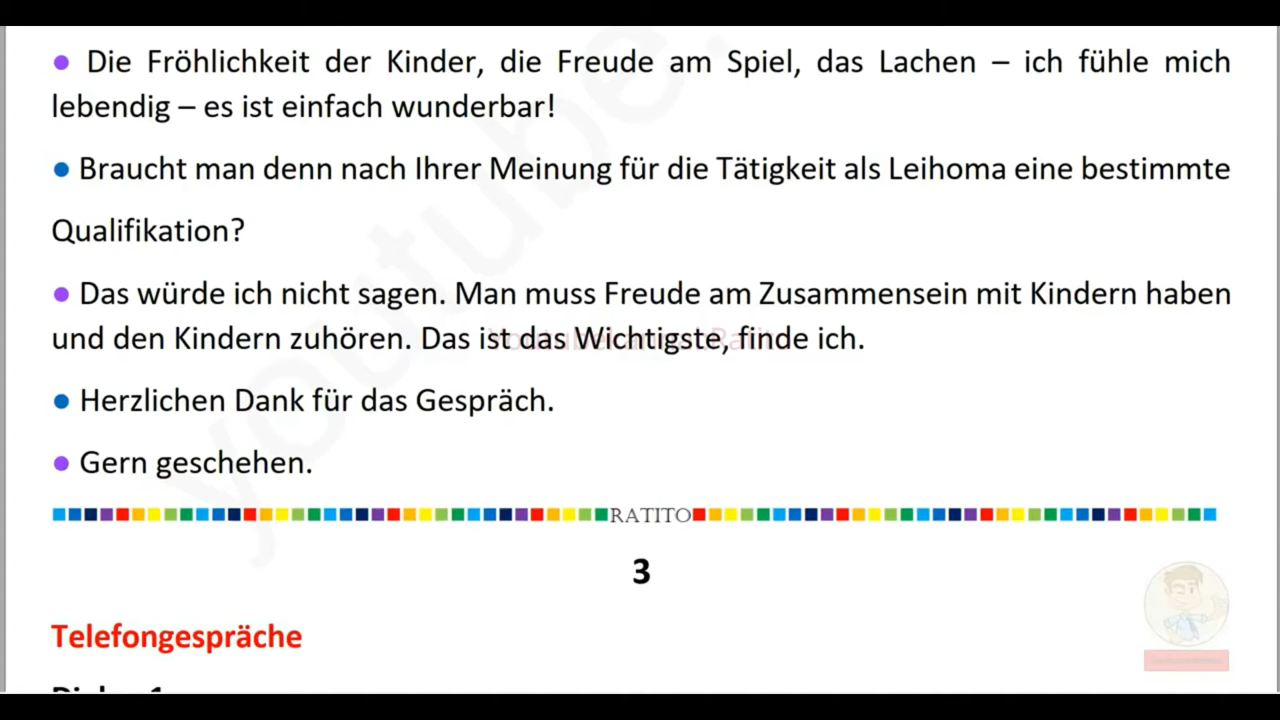 ● Die Fröhlichkeit der Kinder, die Freude am Spiel, das Lachen – ich fühle mich
lebendig – es ist einfach wunderbar!
● Braucht man denn nach Ihrer Meinung für die Tätigkeit als Leihoma eine bestimmte
Qualifikation?
● Das würde ich nicht sagen. Man muss Freude am Zusammensein mit Kindern haben
und den Kindern zuhören. Das ist das Wichtigste, finde ich.
● Herzlichen Dank für das Gespräch.
● Gern geschehen.
RATITO
3
Telefongespräche
youtube.